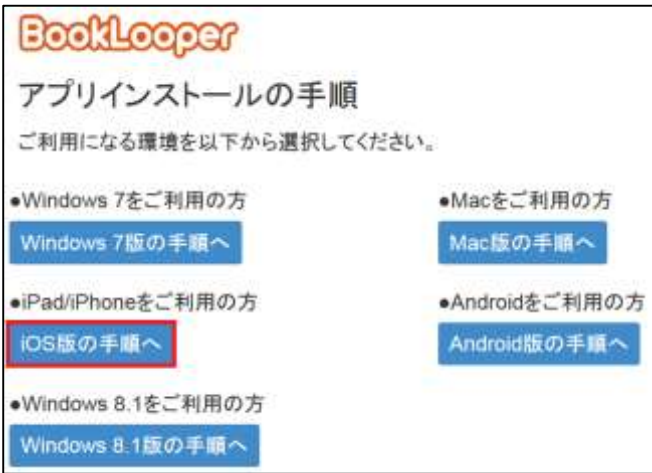 BookLooper
アプリインストールの手順
ご利用になる環境を以下から選択してください。
●Windows 7をご利用の方
Windows 7版の手順へ
●Macをご利用の方
Mac版の手順へ
●iPad/iPhoneをご利用の方
iOS版の手順へ
●Androidをご利用の方
Android版の手順へ
●Windows 8.1をご利用の方
Windows 8.1版の手順へ